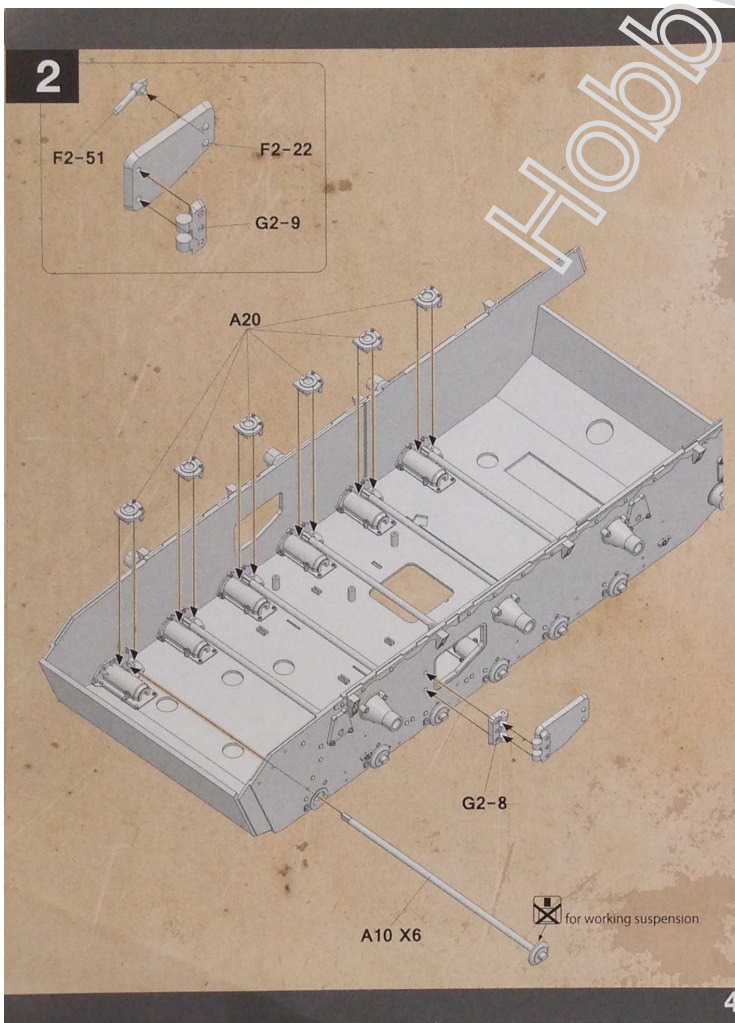 2
F2-51
F2-22
G2-9
A20
G2-8
A10 X6
for working suspension
4
Hobb